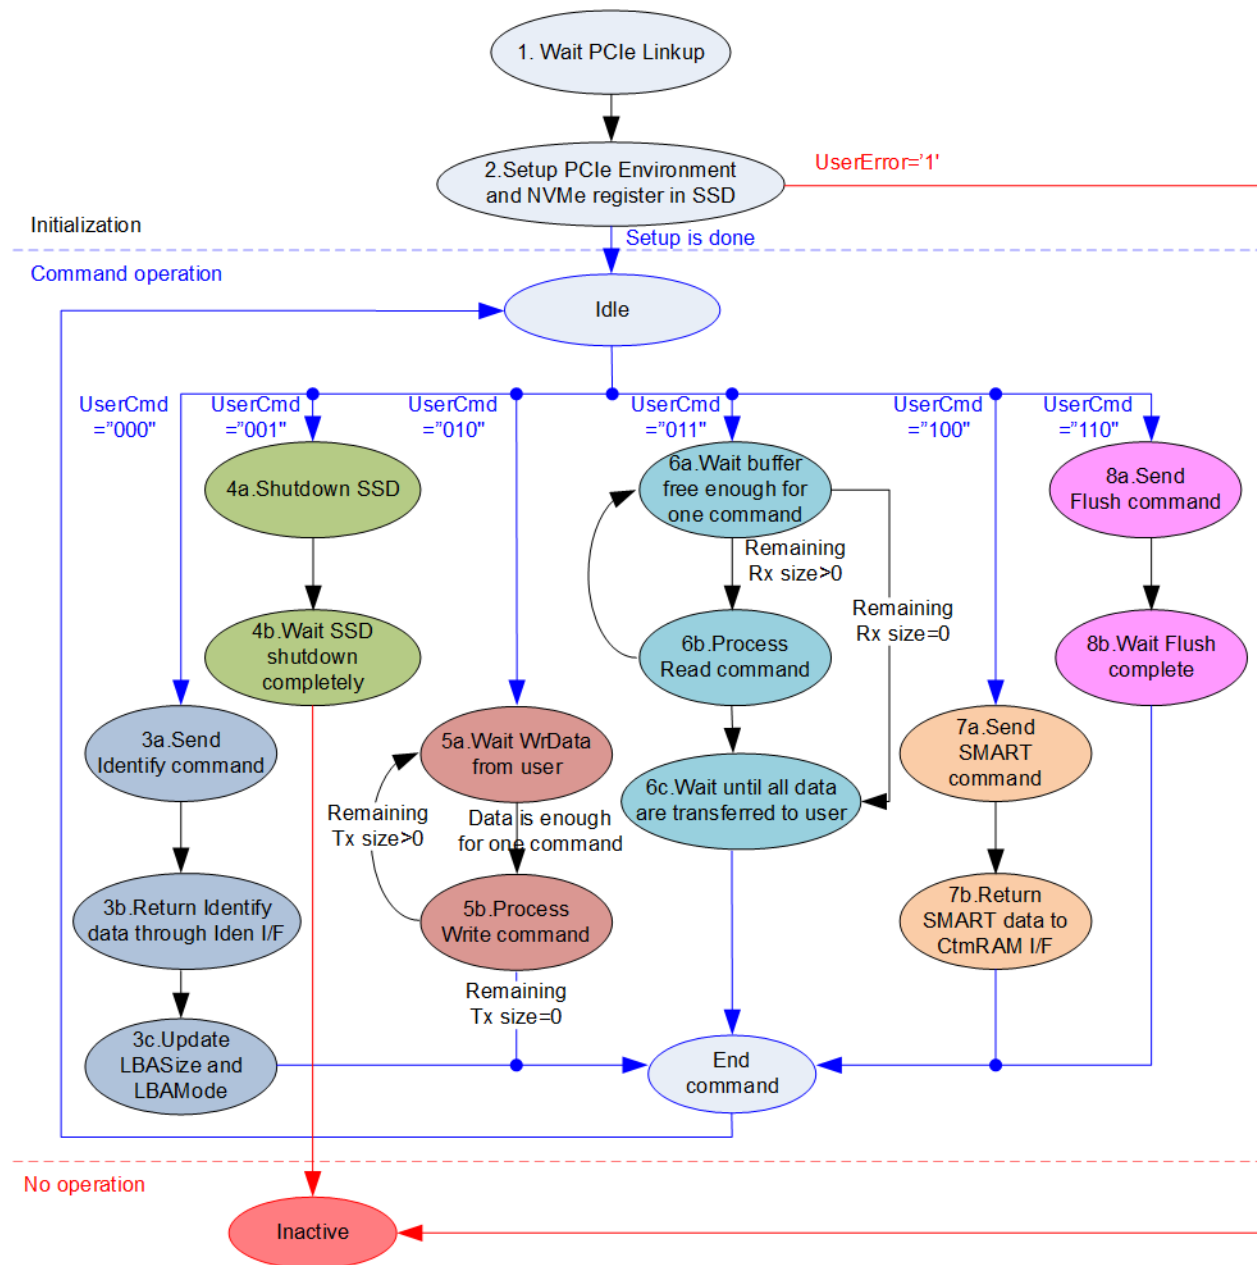 1. Wait PCIe Linkup
2.Setup PCIe Environment
and NVMe register in SSD
UserError='1'
Initialization
Setup is done
Command operation
Idle
UserCmd
="000"
UserCmd
="001"
UserCmd
="010"
UserCmd
="011"
UserCmd
="100"
UserCmd
="110"
4a.Shutdown SSD
6a.Wait buffer
free enough for
one command
8a.Send
Flush command
Remaining
Rx size>0
Remaining
Rx size=0
4b.Wait SSD
shutdown
completely
6b.Process
Read command
8b.Wait Flush
complete
3a.Send
Identify command
5a.Wait WrData
from user
7a.Send
SMART
command
6c.Wait until all data
are transferred to user
Remaining
Tx size>0
Data is enough
for one command
3b.Return Identify
data through Iden I/F
5b.Process
Write command
7b.Return
SMART data to
CtmRAM I/F
Remaining
Tx size=0
3c.Update
LBASize and
LBAMode
End
command
No operation
Inactive